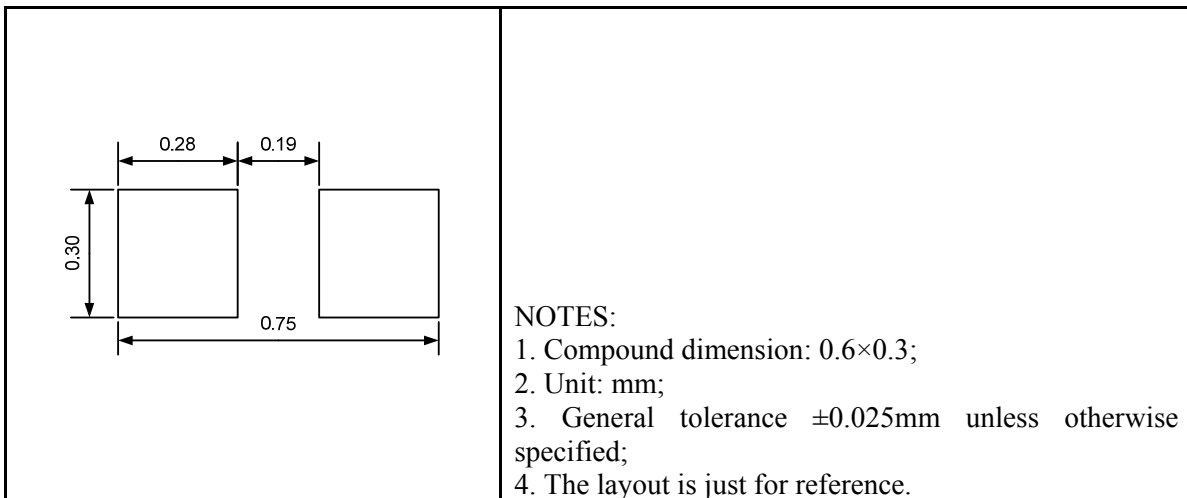 0.28
0.19
0.30
0.75
NOTES:
1. Compound dimension: 0.6×0.3;
2. Unit: mm;
3. General tolerance ±0.025mm unless otherwise
specified;
4. The layout is just for reference.